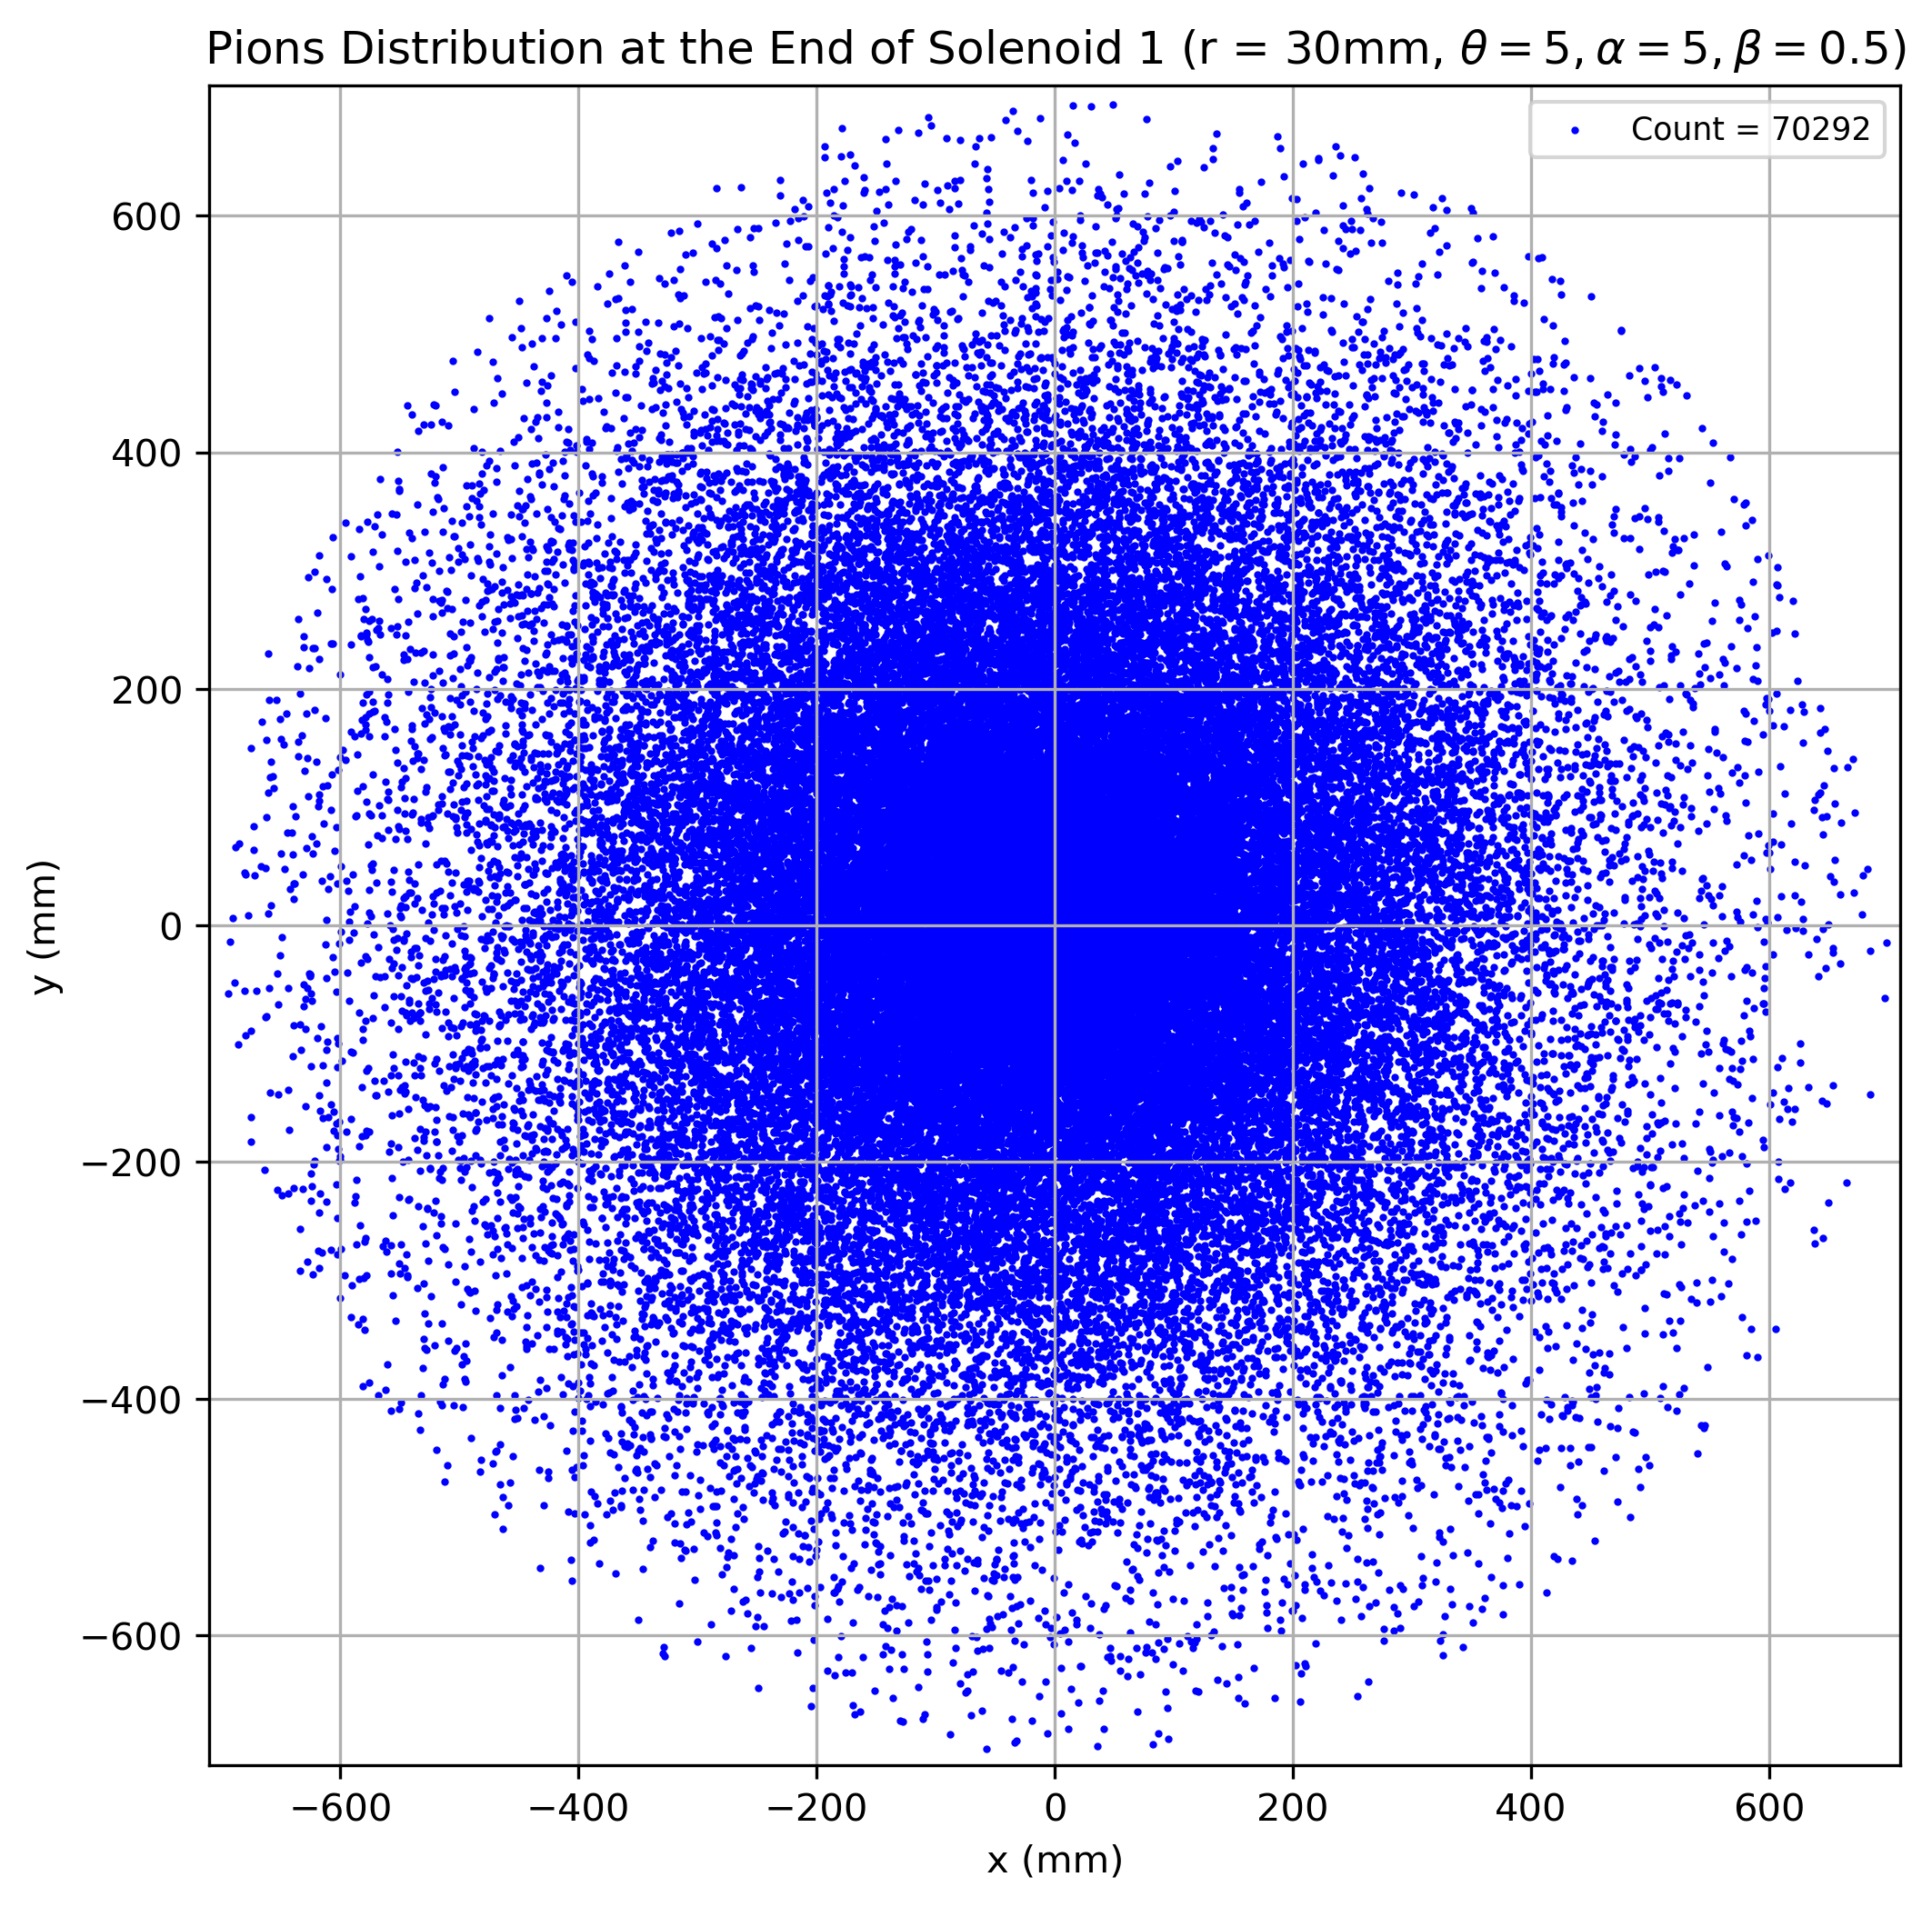 Pions Distribution at the End of Solenoid 1 (r = 30mm, θ = 5, α = 5, β = 0.5)
Count = 70292
600
400
200
0
−200
−400
−600
y (mm)
−600 −400 −200 0 200 400 600
x (mm)